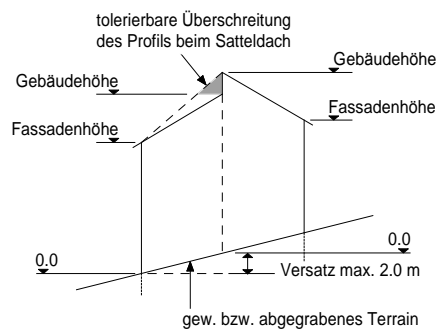 tolerierbare Überschreitung
des Profils beim Satteldach
Gebäudehöhe
Gebäudehöhe
Fassadenhöhe
Fassadenhöhe
0.0
0.0
Versatz max. 2.0 m
gew. bzw. abgegrabenes Terrain